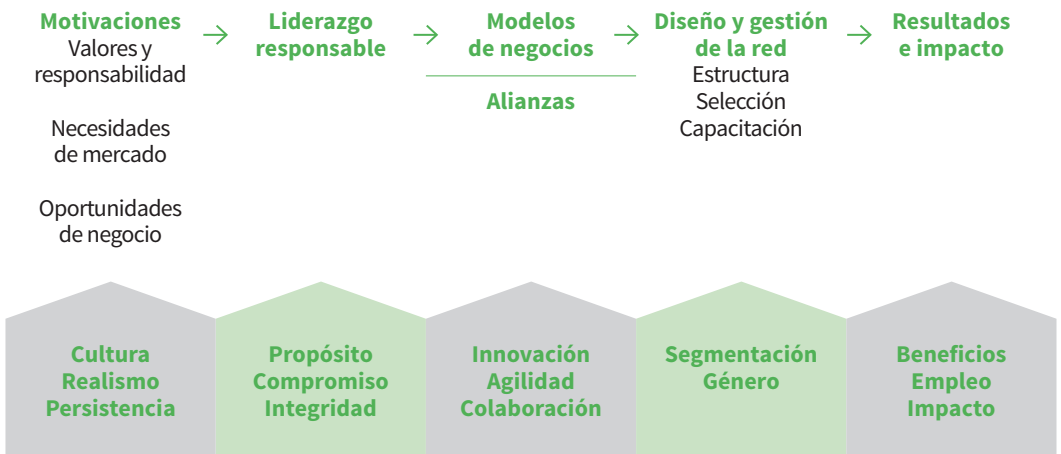 Motivaciones
Valores y
responsabilidad
Necesidades
de mercado
Oportunidades
de negocio
Liderazgo
responsable
Modelos
de negocios
Alianzas
Diseño y gestión
de la red
Estructura
Selección
Capacitación
Resultados
e impacto
Cultura
Realismo
Persistencia
Propósito
Compromiso
Integridad
Innovación
Agilidad
Colaboración
Segmentación
Género
Beneficios
Empleo
Impacto